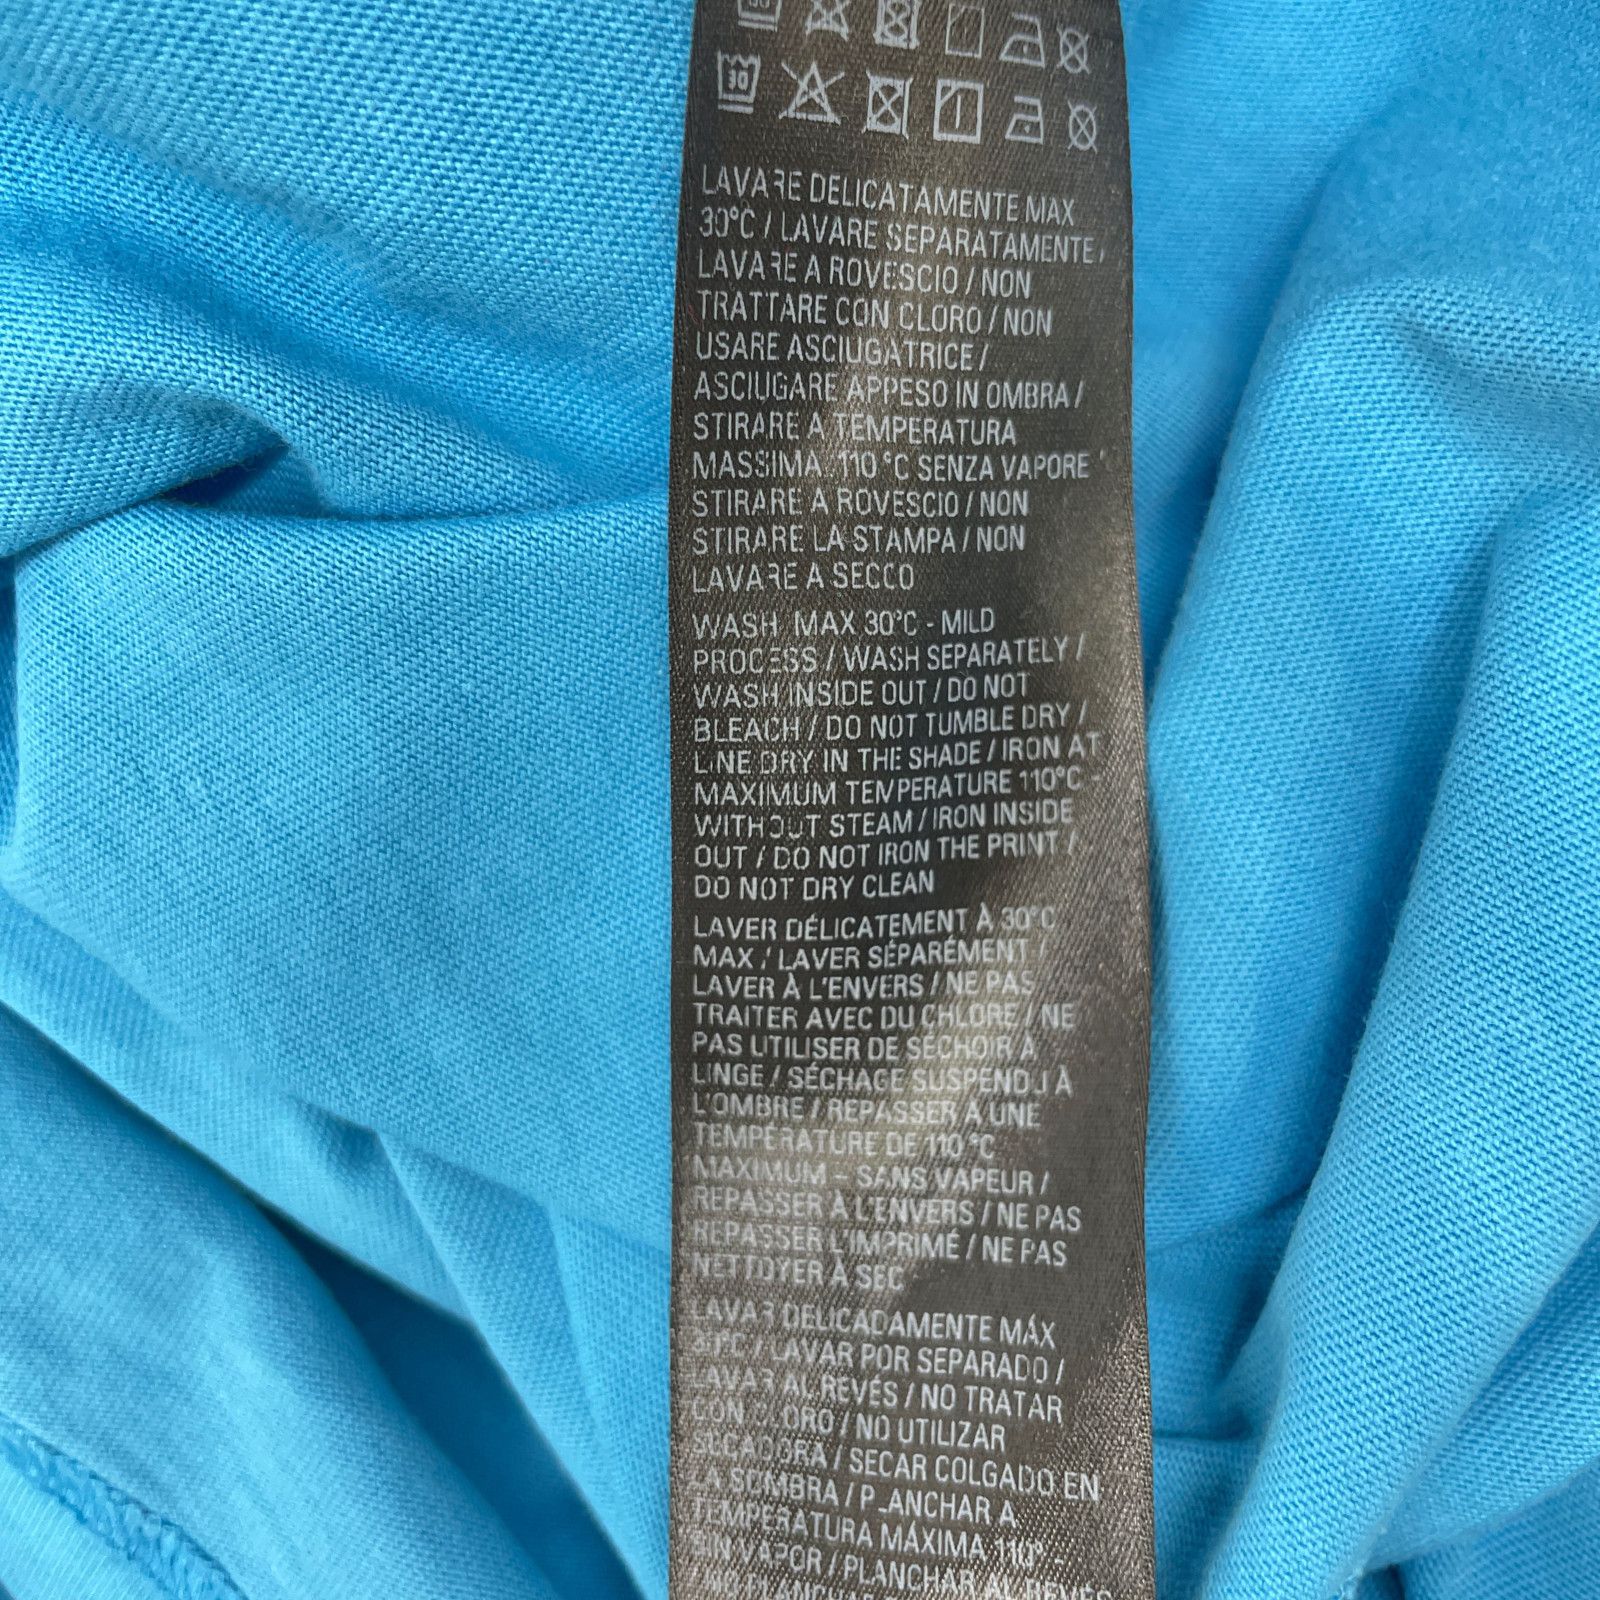 30
LAVARE DELICATAMENTE MAX
30°C / LAVARE SEPARATAMENTE /
LAVARE A ROVESCIO / NON
TRATTARE CON CLORO / NON
USARE ASCIUGATRICE /
ASCIUGARE APPESO IN OMBRA /
STIRARE A TEMPERATURA
MASSIMA 110 °C SENZA VAPORE
STIRARE A ROVESCIO / NON
STIRARE LA STAMPA / NON
LAVARE A SECCO
WASH MAX 30°C - MILD
PROCESS / WASH SEPARATELY /
WASH INSIDE OUT / DO NOT
BLEACH / DO NOT TUMBLE DRY /
LINE DRY IN THE SHADE / IRON AT
MAXIMUM TEMPERATURE 110°C -
WITHOUT STEAM / IRON INSIDE
OUT / DO NOT IRON THE PRINT /
DO NOT DRY CLEAN
LAVER DÉLICATEMENT À 30°C
MAX / LAVER SÉPARÉMENT /
LAVER À L'ENVERS / NE PAS
TRAITER AVEC DU CHLORE / NE
PAS UTILISER DE SÉCHOIR À
LINGE / SÉCHAGE SUSPENDU À
L'OMBRE / REPASSER À UNE
TEMPÉRATURE DE 110 °C
MAXIMUM - SANS VAPEUR /
REPASSER À L'ENVERS / NE PAS
REPASSER L'IMPRIMÉ / NE PAS
NETTOYER À SEC
LAVAR DELICADAMENTE MÁX
30°C / LAVAR POR SEPARADO /
LAVAR AL REVÉS / NO TRATAR
CON CLORO / NO UTILIZAR
SECADORA / SECAR COLGADO EN
LA SOMBRA / PLANCHAR A
TEMPERATURA MÁXIMA 110° -
SIN VAPOR / PLANCHAR AL REVÉS